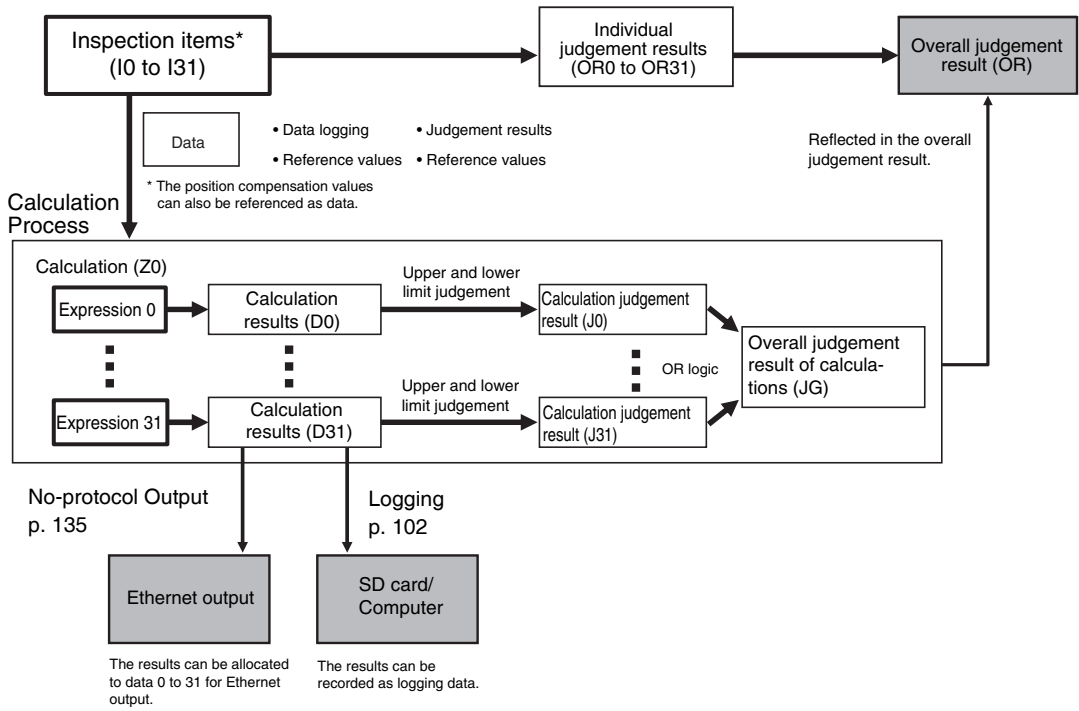 Inspection items*
(I0 to I31)
Individual
judgement results
(OR0 to OR31)
Overall judgement
result (OR)
Data
• Data logging
• Judgement results
• Reference values
• Reference values
* The position compensation values
can also be referenced as data.
Reflected in the overall
judgement result.
Calculation
Process
Calculation (Z0)
Expression 0
Calculation
results (D0)
Upper and lower
limit judgement
Calculation judgement
result (J0)
OR logic
Overall judgement
result of calcula-
tions (JG)
Expression 31
Calculation
results (D31)
Upper and lower
limit judgement
Calculation judgement
result (J31)
No-protocol Output
p. 135
Logging
p. 102
Ethernet output
SD card/
Computer
The results can be allocated
to data 0 to 31 for Ethernet
output.
The results can be
recorded as logging data.